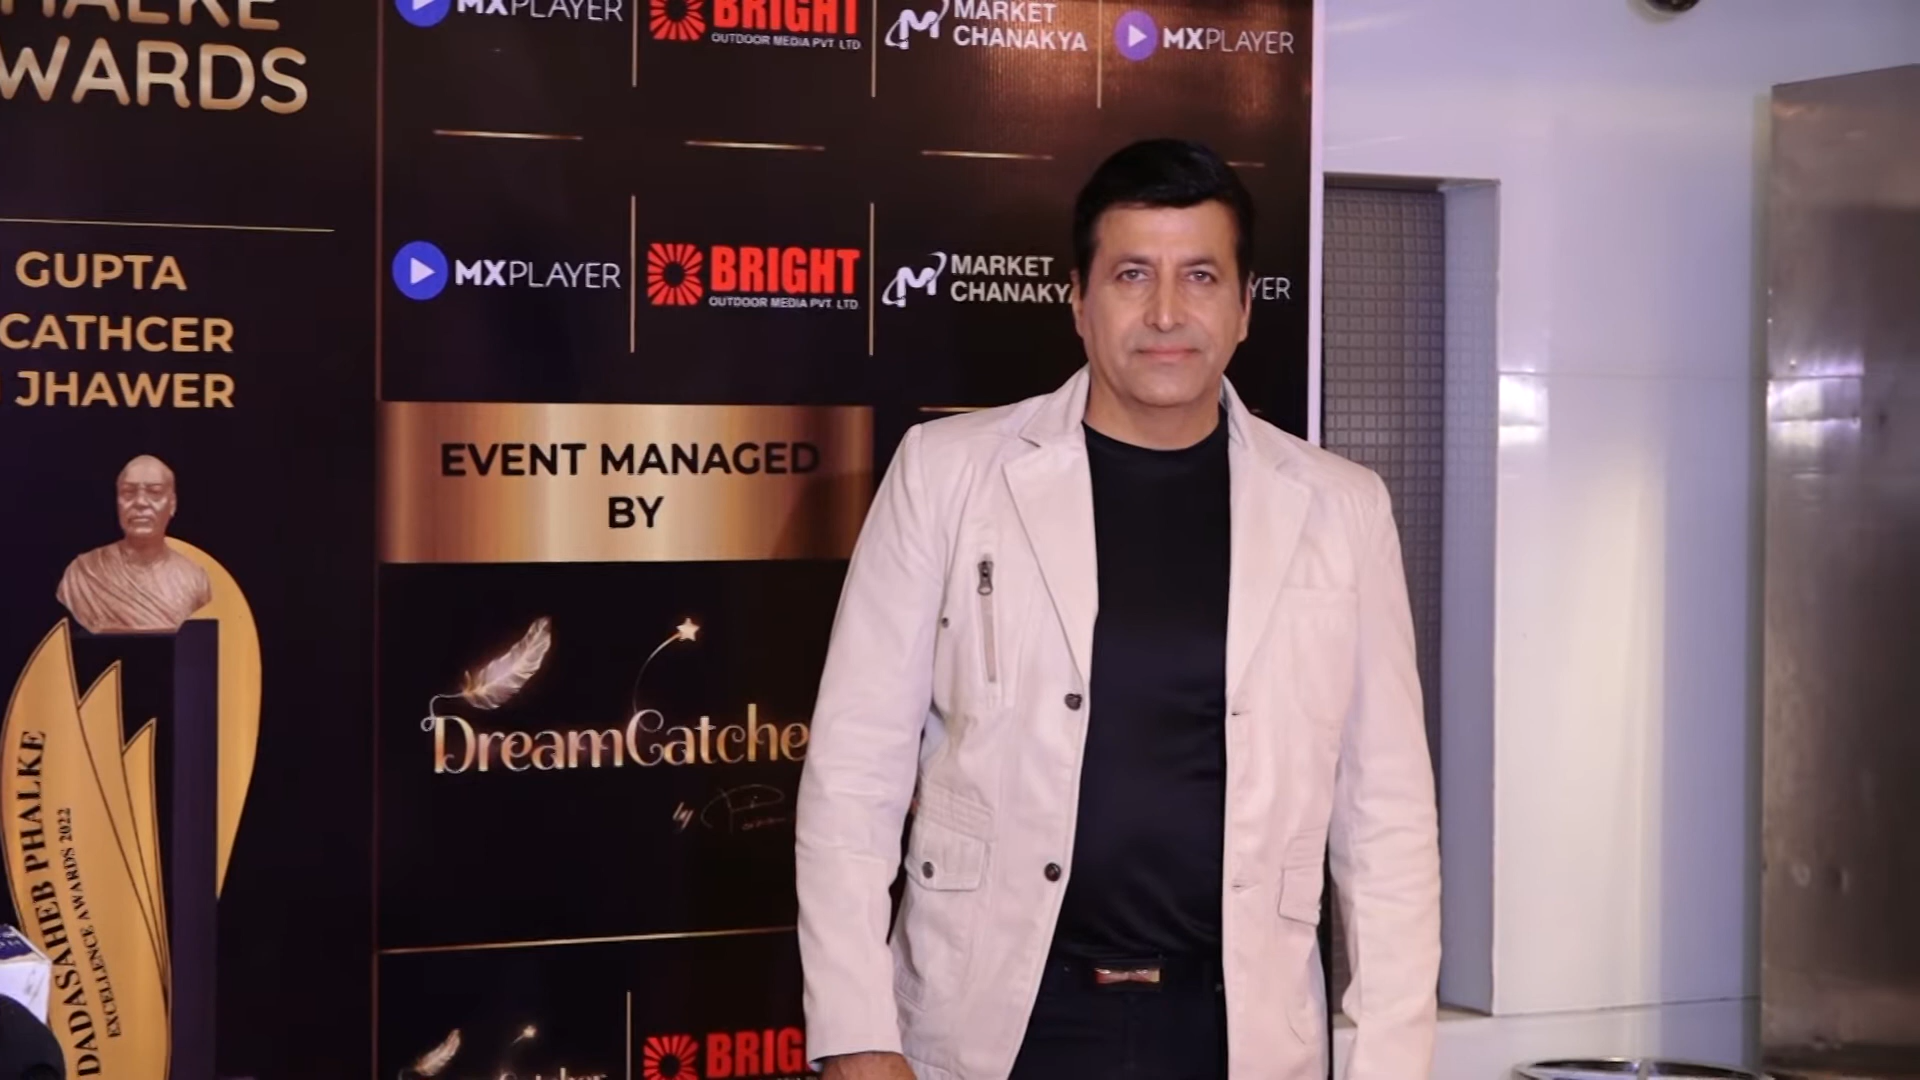 WARDS
GUPTA
CATHCER
JHAWER
DADASAHEB PHALKE
EXCELLENCE AWARDS 2022
MXPLAYER
BRIGHT
OUTDOOR MEDIA PVT. LTD
MARKET
CHANAKYA
MXPLAYER
MXPLAYER
BRIGHT
OUTDOOR MEDIA PVT. LTD
MARKET
CHANAKYA
YER
EVENT MANAGED
BY
DreamCatche
by
BRIG